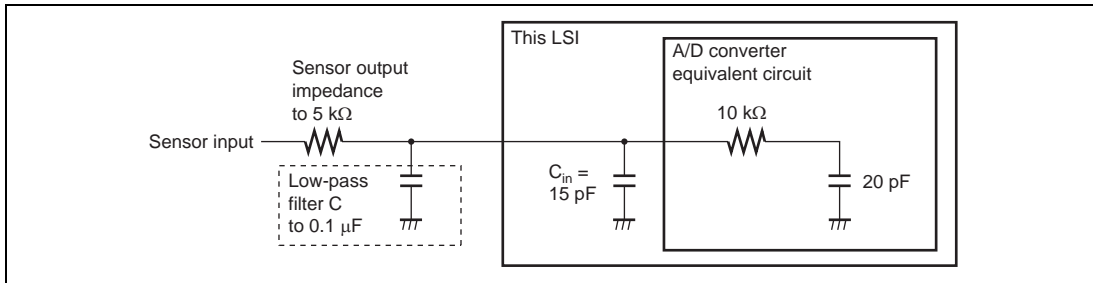 This LSI
A/D converter
equivalent circuit
Sensor output
impedance
to 5 kΩ
10 kΩ
Sensor input
Low-pass
filter C
to 0.1 μF
C_in =
15 pF
20 pF